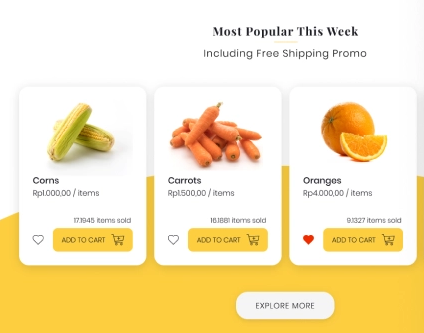 Most Popular This Week
Including Free Shipping Promo
Corns
Rp1.000,00 / items
17.1945 items sold
ADD TO CART
Carrots
Rp1.500,00 / items
16.1881 items sold
ADD TO CART
Oranges
Rp4.000,00 / items
9.1327 items sold
ADD TO CART
EXPLORE MORE